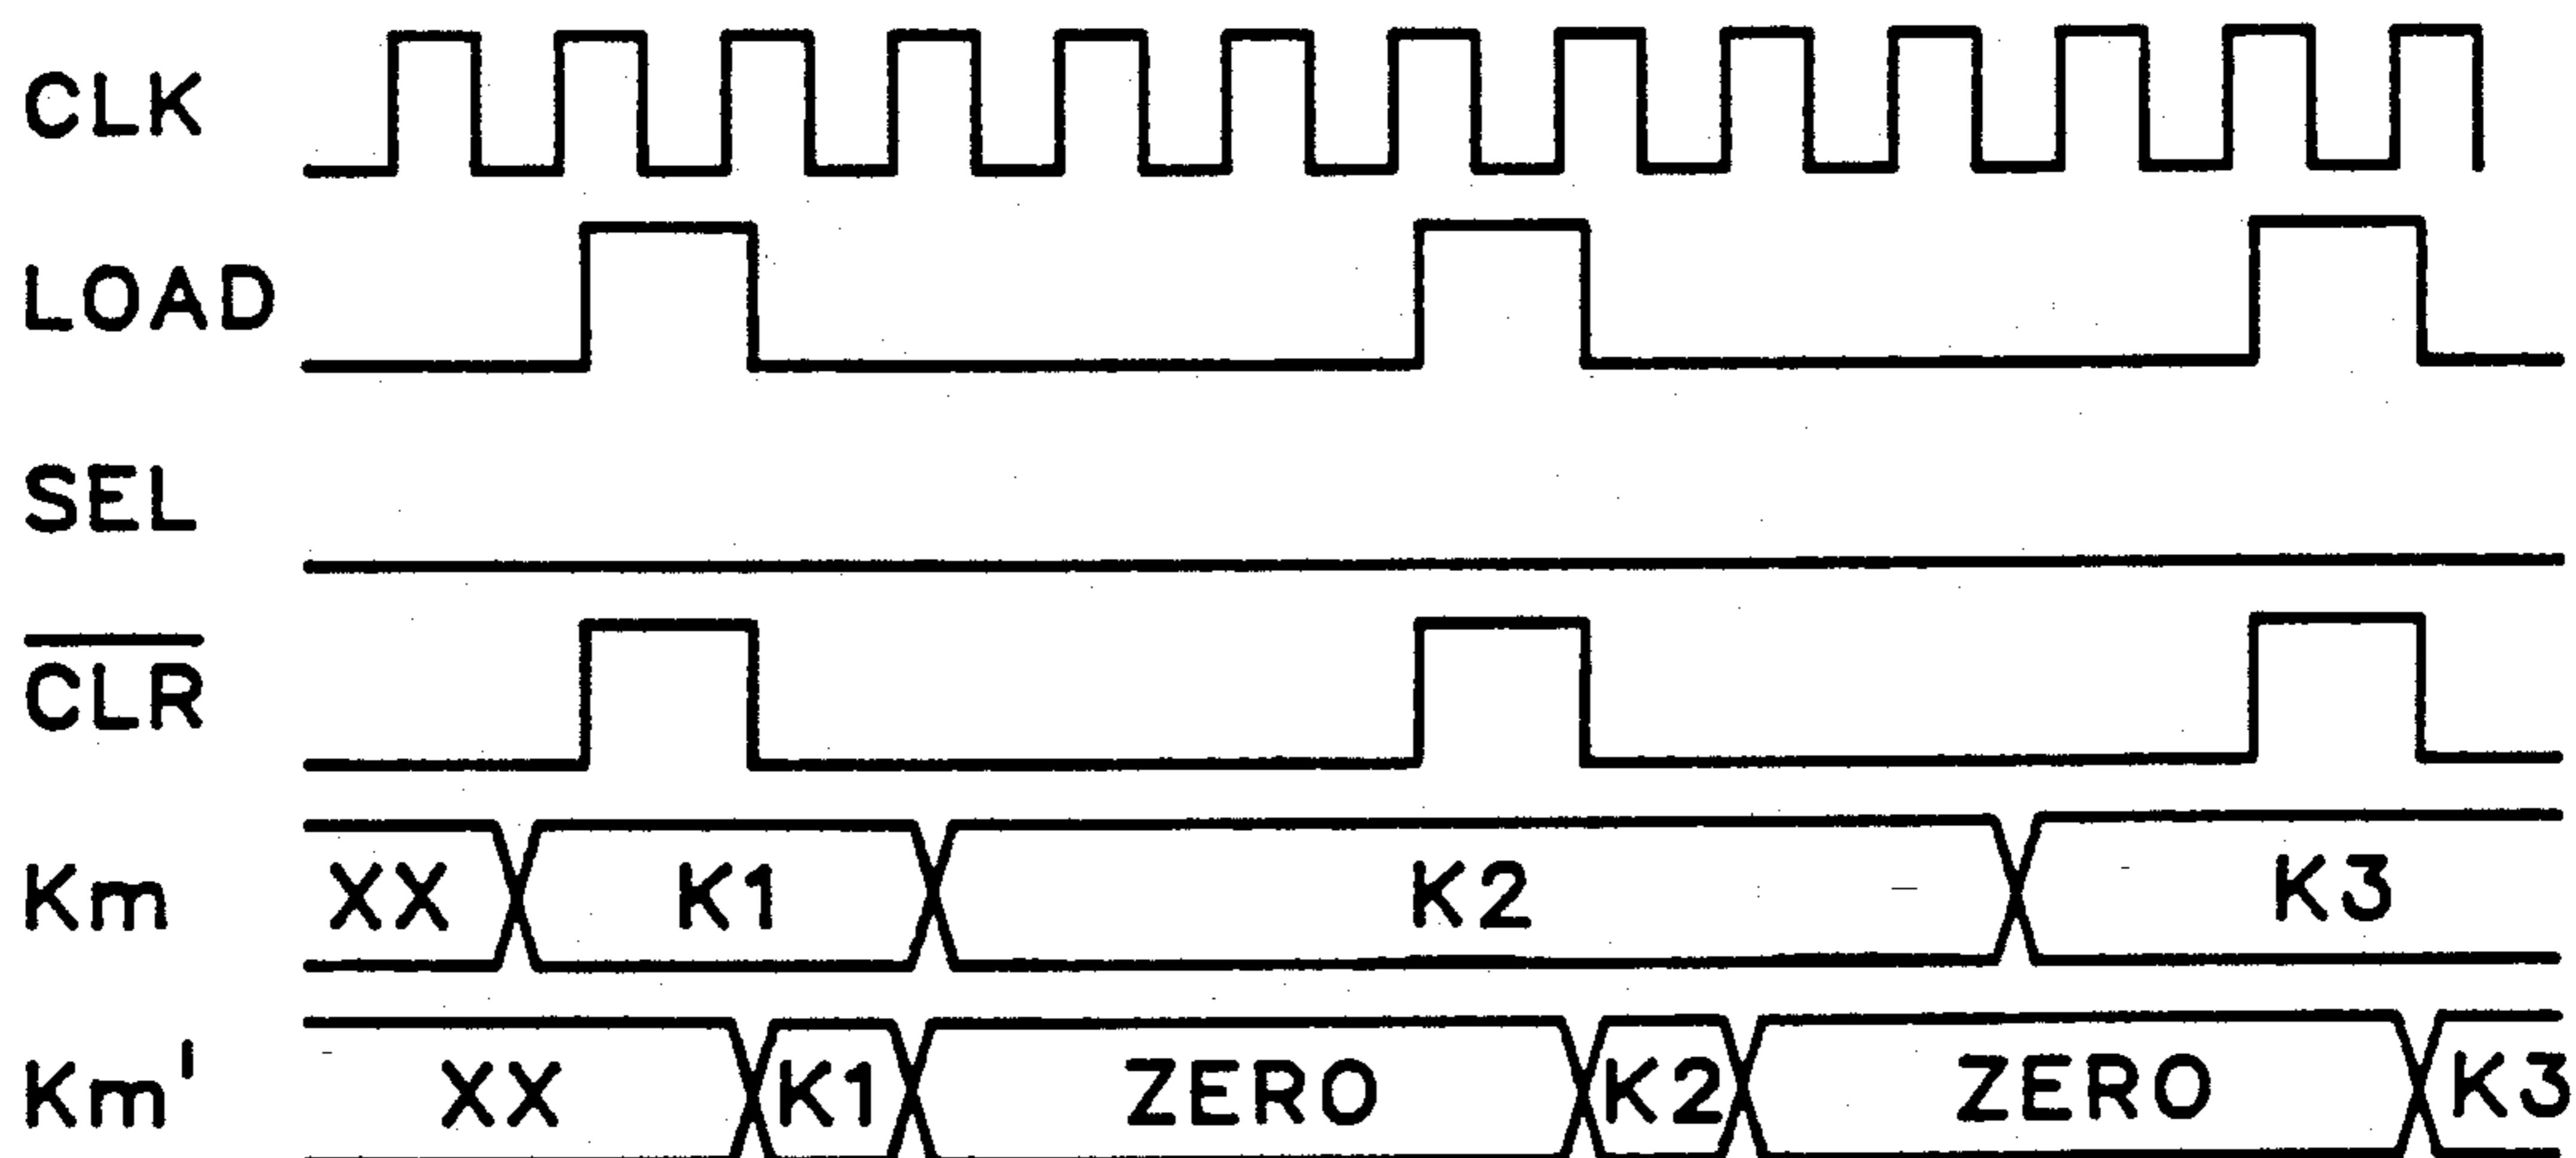 CLK
LOAD
SEL
CLR
Km XX K1 K2 K3
Km' XX K1 ZERO K2 ZERO K3